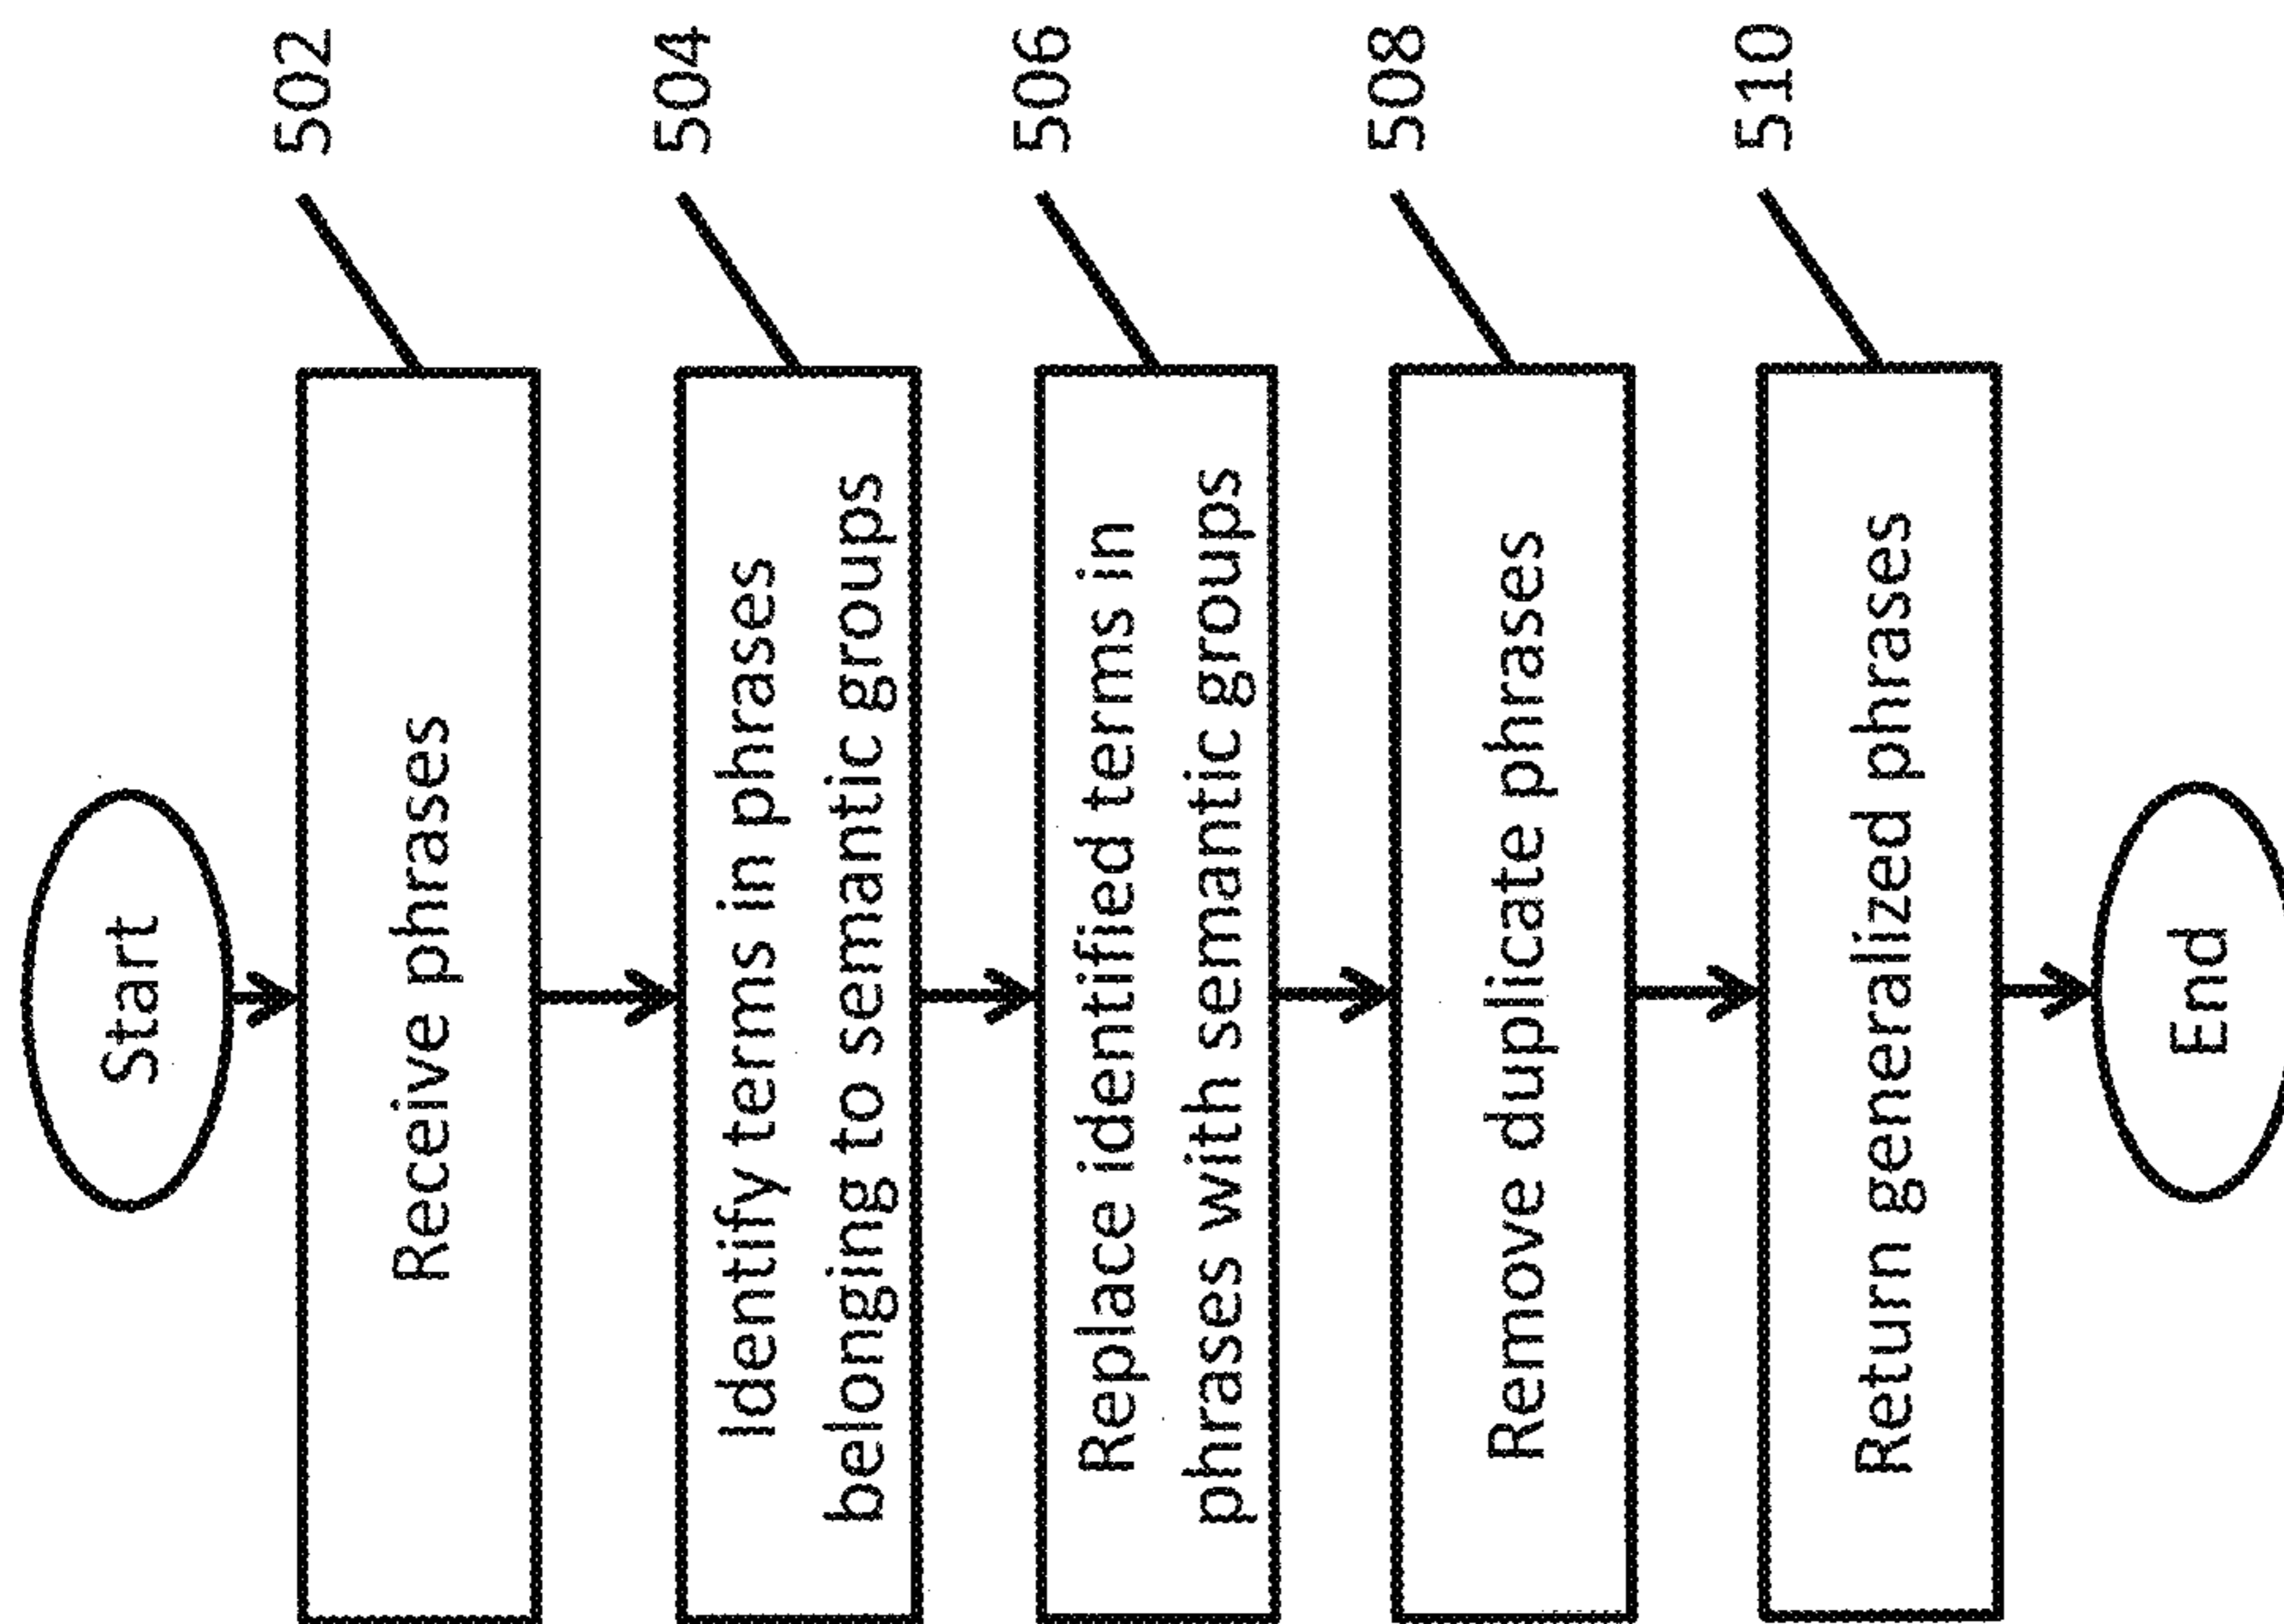 Start
Receive phrases
502
Identify terms in phrases
belonging to semantic groups
504
Replace identified terms in
phrases with semantic groups
506
Remove duplicate phrases
508
Return generalized phrases
510
End